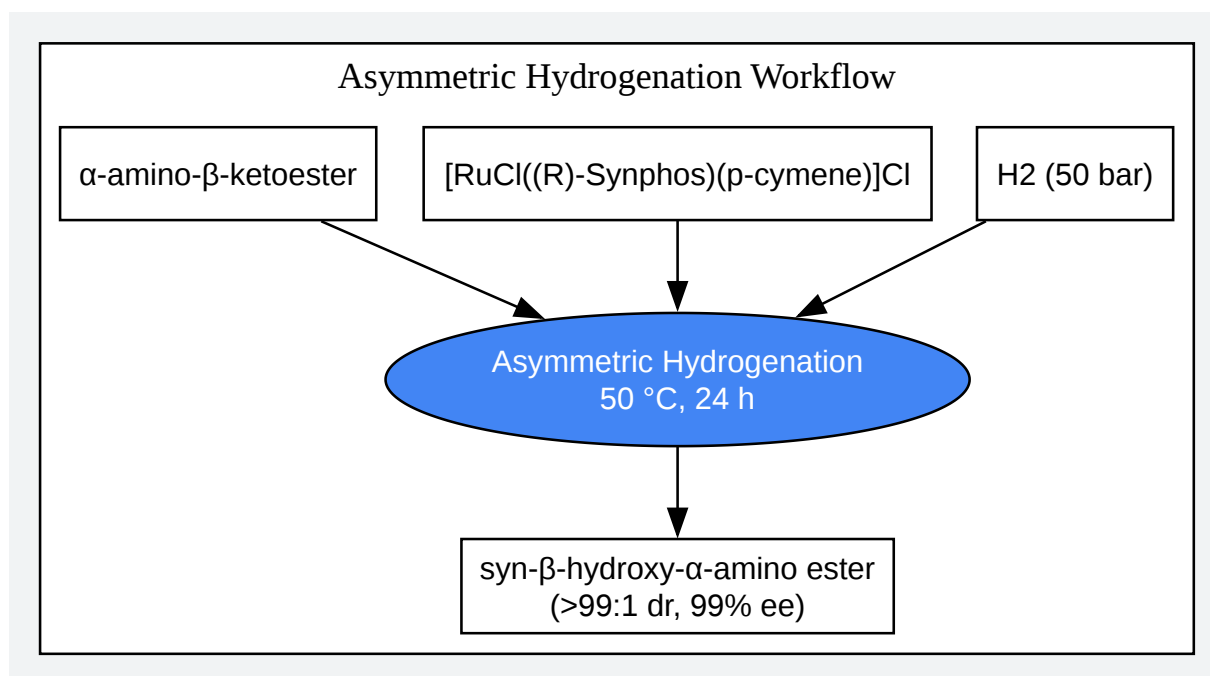 Asymmetric Hydrogenation Workflow
α-amino-β-ketoester
[RuCl((R)-Synphos)(p-cymene)]Cl
H2 (50 bar)
Asymmetric Hydrogenation
50 °C, 24 h
syn-β-hydroxy-α-amino ester
(>99:1 dr, 99% ee)